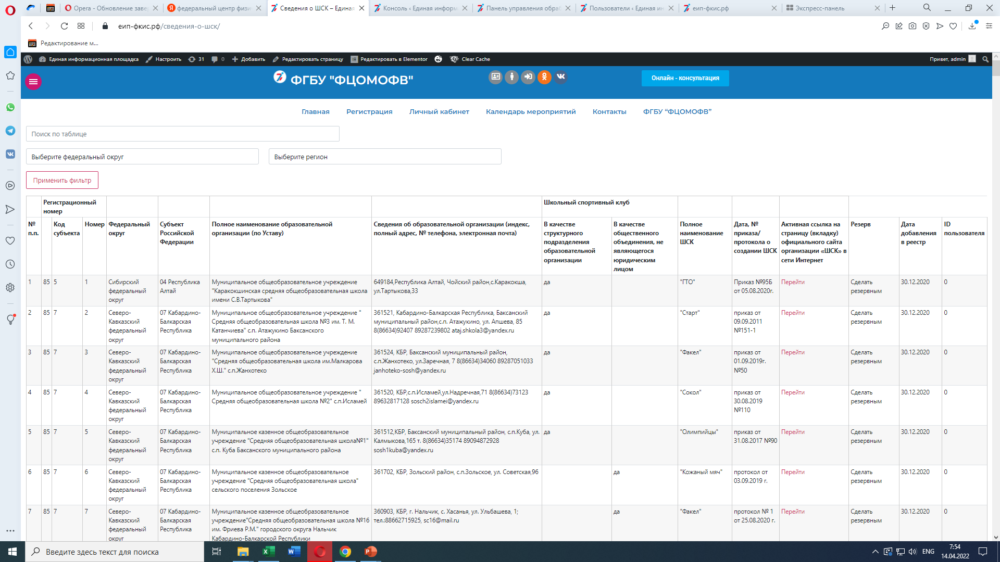 Opera - Обновление заве
федеральный центр физи
Сведения о ШСК – Единая
Консоль ‹ Единая информ
Панель управления обраб
Пользователи ‹ Единая ин
еип-фкис.рф
Экспресс-панель
еип-фкис.рф/сведения-о-шск/
Редактирование м...
Единая информационная площадка
Настроить
31
0
Добавить
Редактировать страницу
Редактировать в Elementor
Clear Cache
Привет, admin
ФГБУ "ФЦОМОФВ"
Онлайн - консультация
Главная
Регистрация
Личный кабинет
Календарь мероприятий
Контакты
ФГБУ “ФЦОМОФВ”
Поиск по таблице
Выберите федеральный округ
Выберите регион
Применить фильтр
Регистрационный
номер
Школьный спортивный клуб
№
п.п.
Код
субъекта
Номер
Федеральный
округ
Субъект
Российской
Федерации
Полное наименование образовательной
организации (по Уставу)
Сведения об образовательной организации (индекс,
полный адрес, № телефона, электронная почта)
В качестве
структурного
подразделения
образовательной
организации
В качестве
общественного
объединения, не
являющегося
юридическим
лицом
Полное
наименование
ШСК
Дата, №
приказа/
протокола о
создании ШСК
Активная ссылка на
страницу (вкладку)
официального сайта
организации «ШСК» в
сети Интернет
Резерв
Дата
добавления
в реестр
ID
пользователя
1
85
5
1
Сибирский
федеральный
округ
04 Республика
Алтай
Муниципальное общеобразовательное учреждение
"Каракокшинская средняя общеобразовательная школа
имени С.В.Тартыкова"
649184,Республика Алтай, Чойский район,с.Каракокша,
ул.Тартыкова,33
да
"ГТО"
Приказ №95Б
от 05.08.2020г.
Перейти
Сделать
резервным
30.12.2020
0
2
85
7
2
Северо-
Кавказский
федеральный
округ
07 Кабардино-
Балкарская
Республика
Муниципальное общеобразовательное учреждение "
Средняя общеобразовательная школа №3 им. Т. М.
Катанчиева" с.п. Атажукино Баксанского
муниципального района
361521, Кабардино-Балкарская Республика, Баксанский
муниципальный район,с.п. Атажукино, ул. Апшева, 85
8(86634)92407 89287239802 ataj.shkola3@yandex.ru
да
"Старт"
приказ от
09.09.2011
№151-1
Перейти
Сделать
резервным
30.12.2020
0
3
85
7
3
Северо-
Кавказский
федеральный
округ
07 Кабардино-
Балкарская
Республика
Муниципальное общеобразовательное учреждение
"Средняя общеобразовательная школа им.Малкарова
Х.Ш." с.п.Жанхотеко
361524, КБР, Баксанский муниципальный район,
с.п.Жанхотеко, ул.Заречная, 7 8(86634)34060 89287051033
janhoteko-sosh@yandex.ru
да
"Факел"
приказ от
01.09.2019г.
№50
Перейти
Сделать
резервным
30.12.2020
0
4
85
7
4
Северо-
Кавказский
федеральный
округ
07 Кабардино-
Балкарская
Республика
Муниципальное общеобразовательное учреждение "
Средняя общеобразовательная школа №2" с.п.Исламей
361520, КБР,с.п.Исламей,ул.Надречная,71 8(86634)73123
89632817128 sosch2islamei@yandex.ru
да
"Сокол"
приказ от
30.08.2019
№110
Перейти
Сделать
резервным
30.12.2020
0
5
85
7
5
Северо-
Кавказский
федеральный
округ
07 Кабардино-
Балкарская
Республика
Муниципальное казенное общеобразовательное
учреждение "Средняя общеобразовательная школа№1"
с.п. Куба Баксанского муниципального района
361512,КБР, Баксанский муниципальный район, с.п.Куба, ул.
Калмыкова,165 т. 8(86634)35174 89094872928
sosh1kuba@yandex.ru
да
"Олимпийцы"
приказ от
31.08.2017 №90
Перейти
Сделать
резервным
30.12.2020
0
6
85
7
6
Северо-
Кавказский
федеральный
округ
07 Кабардино-
Балкарская
Республика
Муниципальное казенное общеобразовательное
учреждение "Средняя общеобразовательная школа"
сельского поселения Зольское
361702, КБР, Зольский район, с.п.Зольское, ул. Советская,96
да
"Кожаный мяч"
протокол от
03.09.2019 г.
Перейти
Сделать
резервным
30.12.2020
0
7
85
7
7
Северо-
Кавказский
федеральный
округ
07 Кабардино-
Балкарская
Республика
Муниципальное казенное общеобразовательное
учреждение"Средняя общеобразовательная школа №16
им. Фриева Р.М." городского округа Нальчик
Кабардино-Балкарской Республики
360903, КБР, г. Нальчик, с. Хасанья, ул. Ульбашева, 1;
тел.:88662715925, sc16@mail.ru
да
"Факел"
протокол № 1
от 25.08.2020 г.
Перейти
Сделать
резервным
30.12.2020
0
Введите здесь текст для поиска
ENG
7:54
14.04.2022